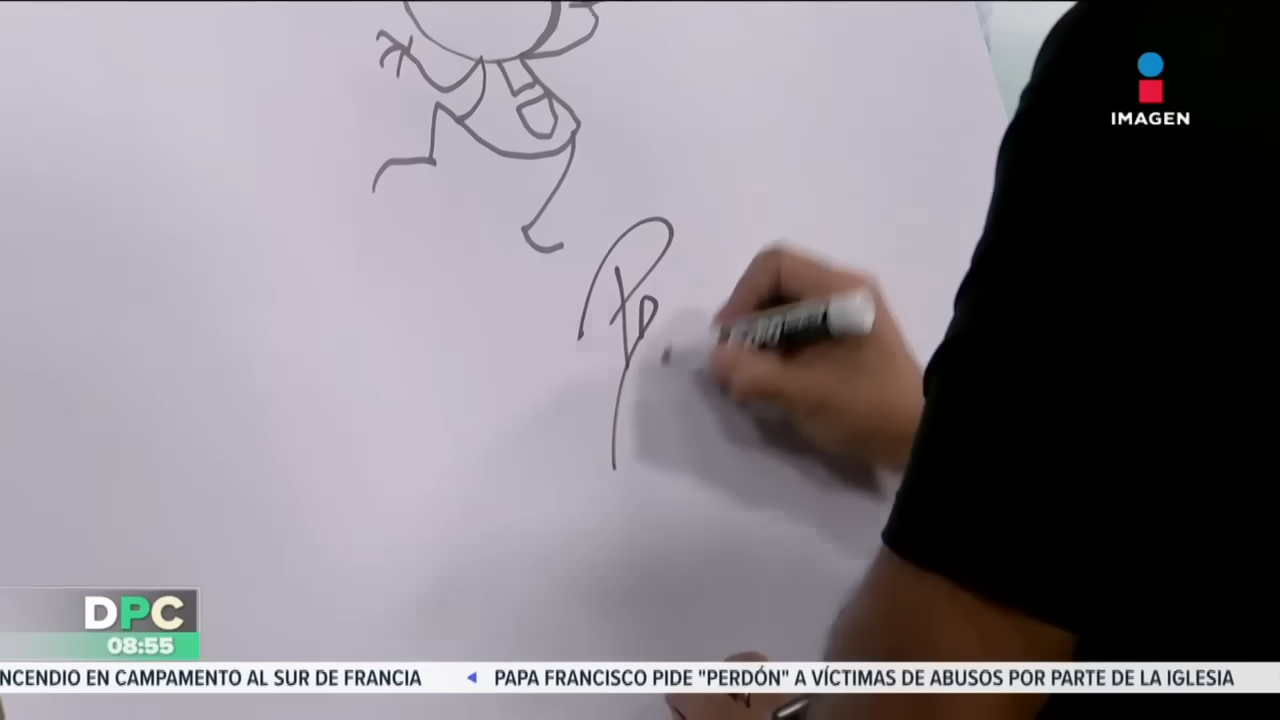 IMAGEN
DPC
08:55
NCENDIO EN CAMPAMENTO AL SUR DE FRANCIA
PAPA FRANCISCO PIDE "PERDÓN" A VÍCTIMAS DE ABUSOS POR PARTE DE LA IGLESIA